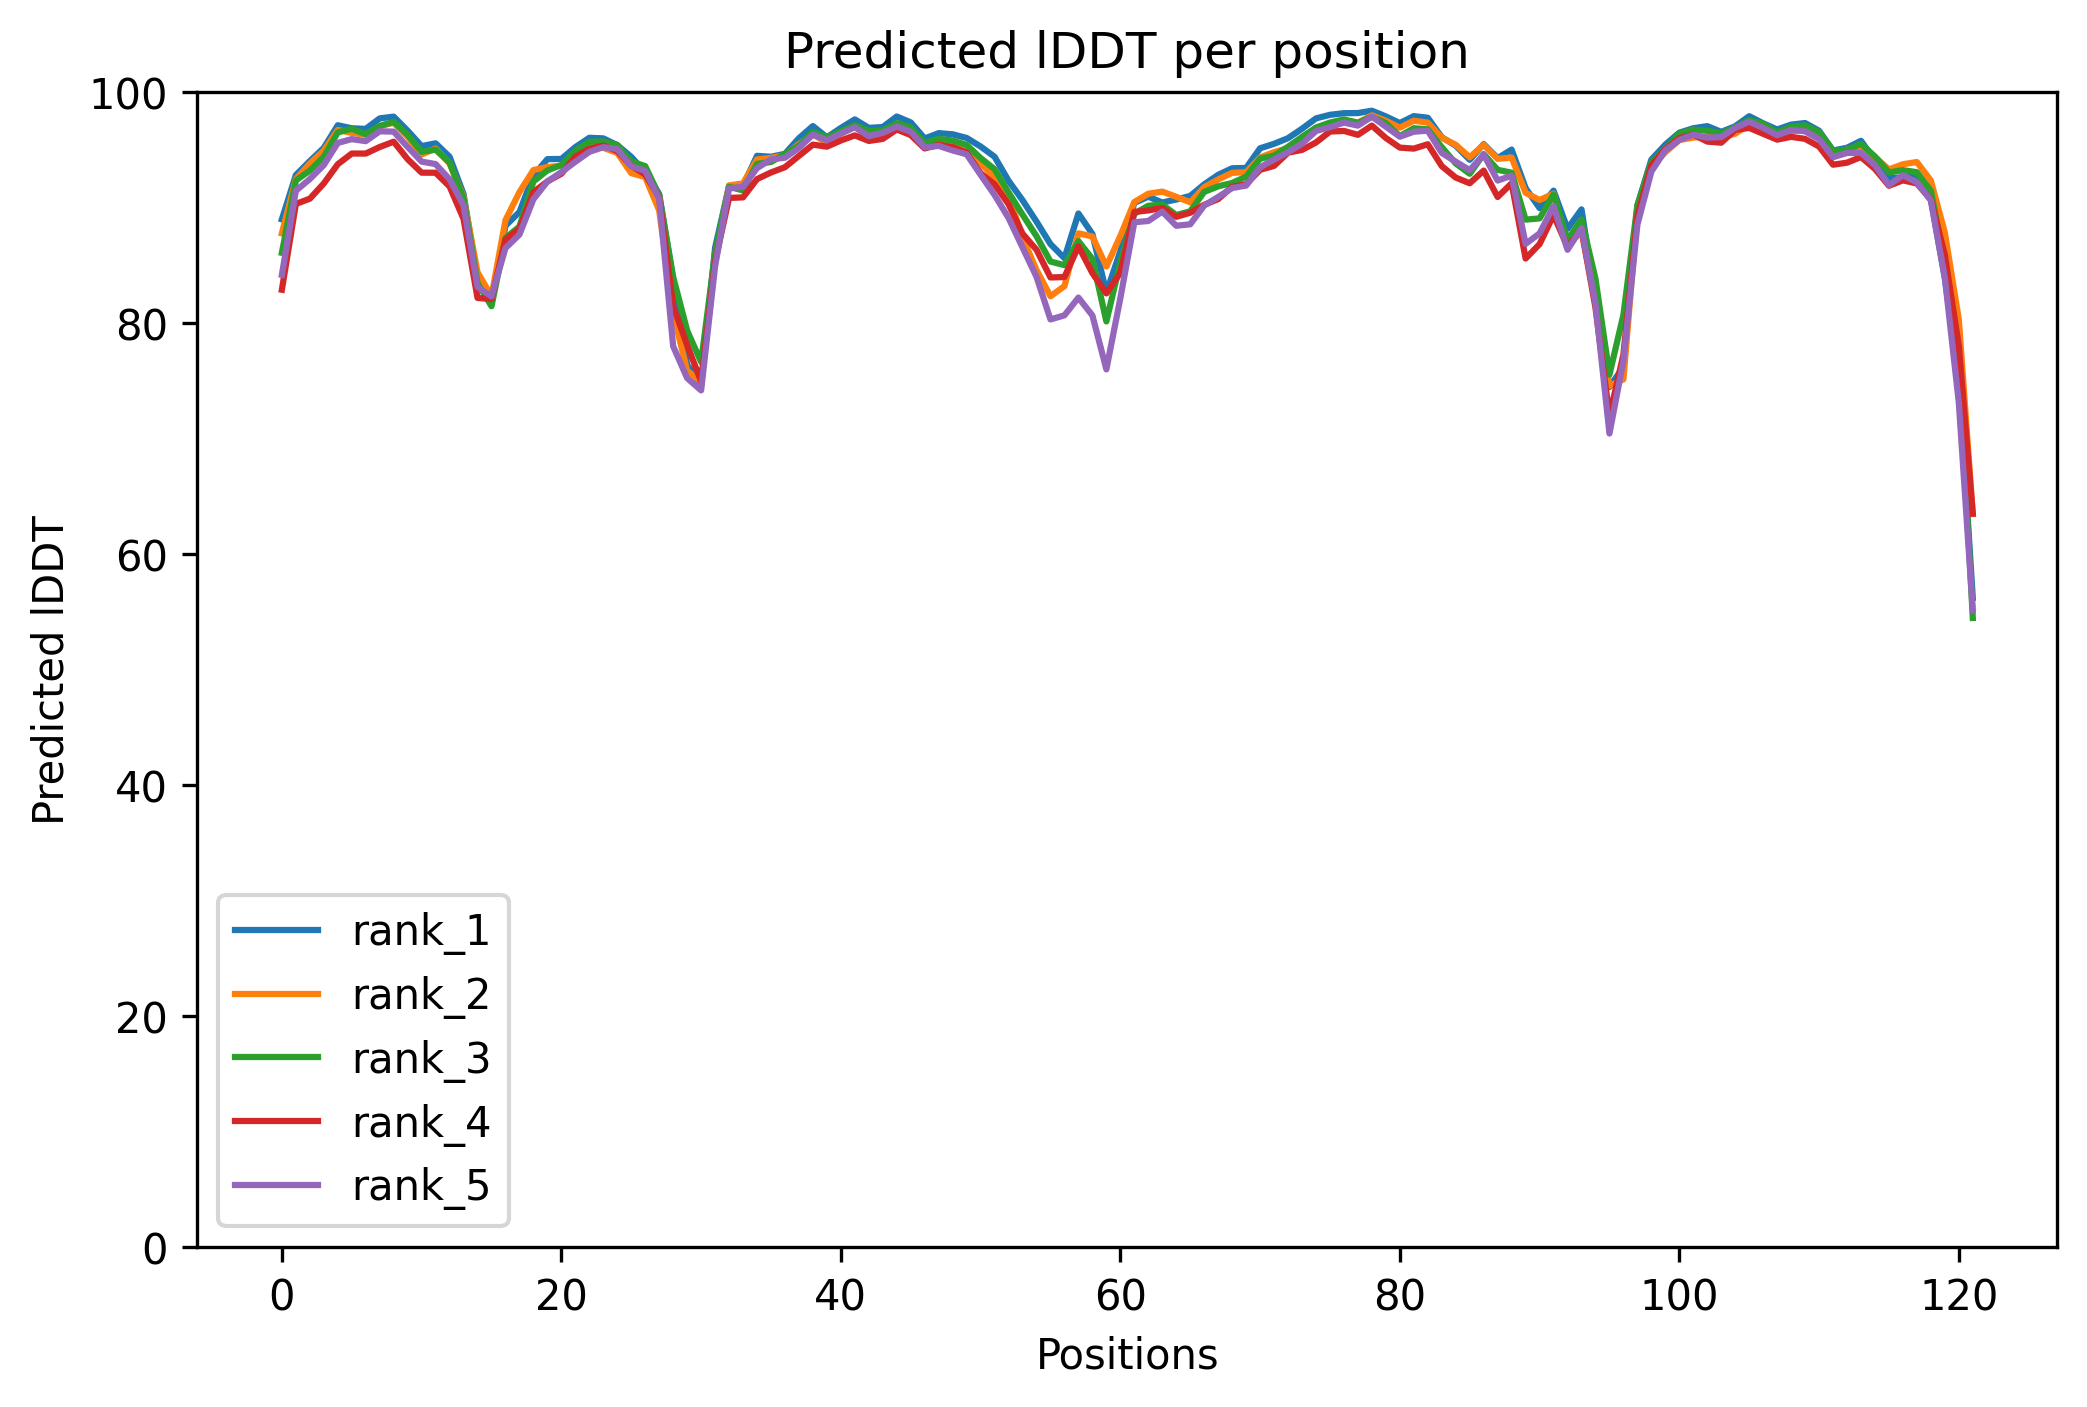 Predicted lDDT per position
100
80
60
40
20
0
Predicted lDDT
rank_1
rank_2
rank_3
rank_4
rank_5
0 20 40 60 80 100 120
Positions